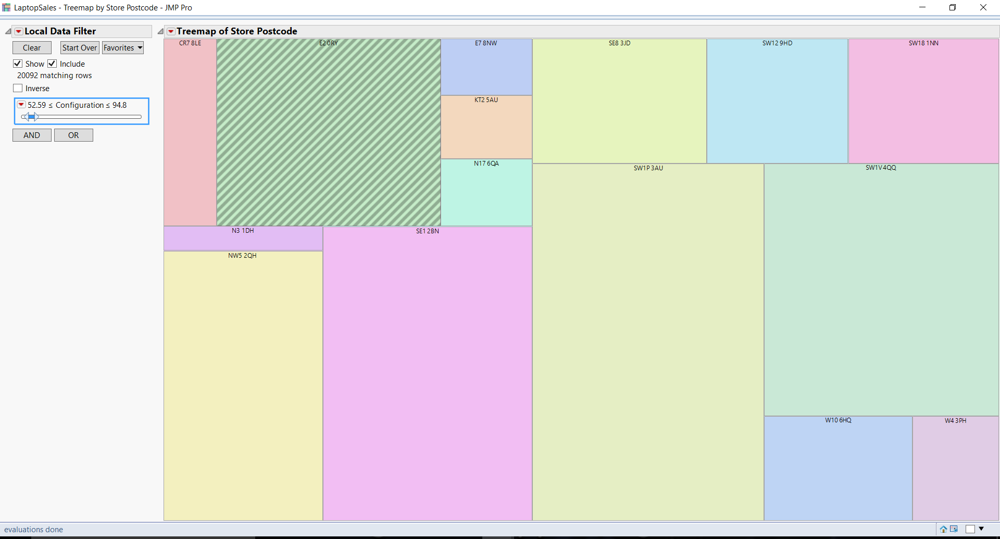 LaptopSales - Treemap by Store Postcode - JMP Pro
Local Data Filter
Clear Start Over Favorites
Show Include
20092 matching rows
Inverse
52.59 ≤ Configuration ≤ 94.8
AND OR
Treemap of Store Postcode
CR7 8LE E2 0RY E7 8NW SE8 3JD SW12 9HD SW18 1NN
KT2 5AU
N17 6QA
SW1P 3AU SW1V 4QQ
N3 1DH SE1 2BN
NW5 2QH
W10 6HQ W4 3PH
evaluations done